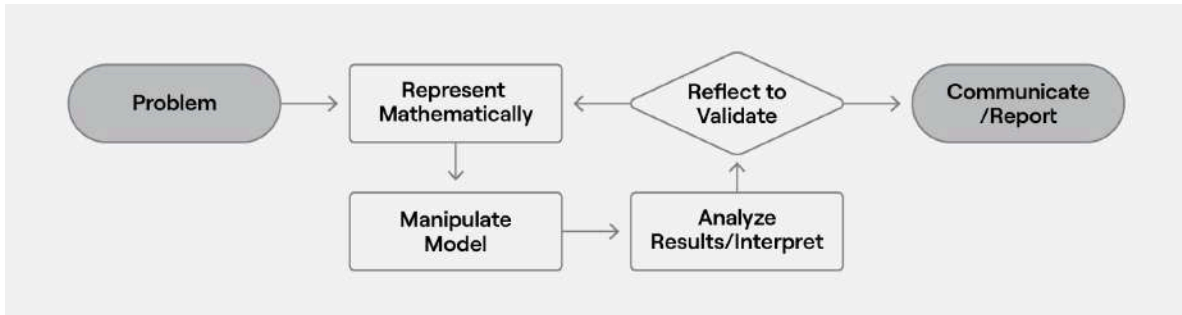 Problem
Represent
Mathematically
Reflect to
Validate
Communicate
/Report
Manipulate
Model
Analyze
Results/Interpret